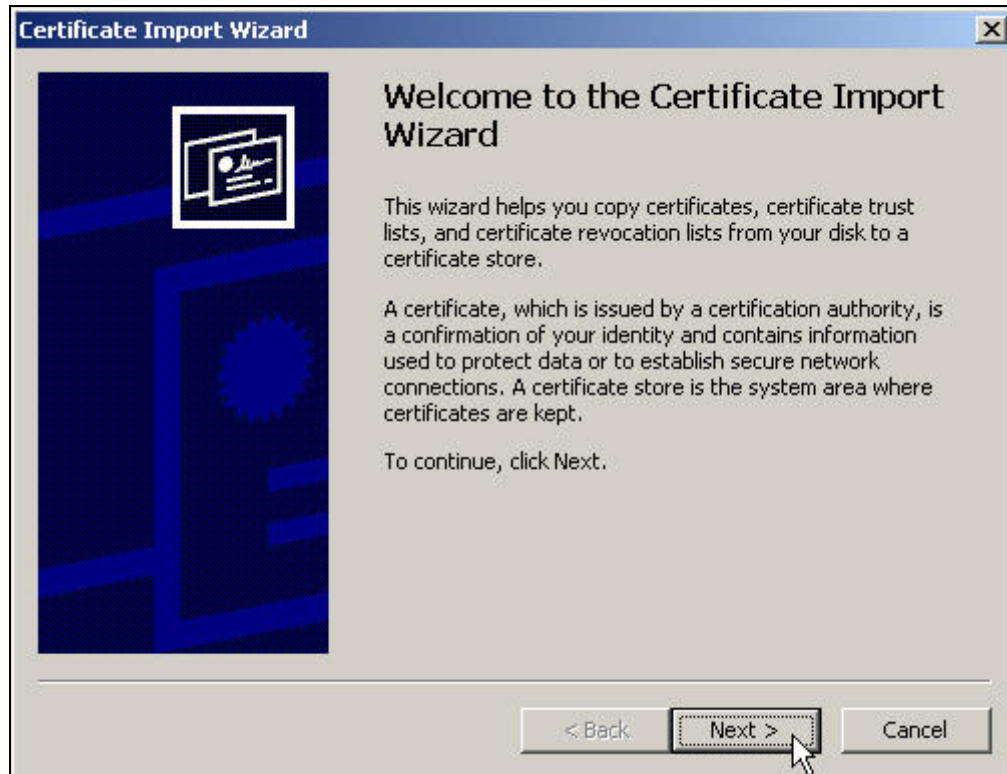 Certificate Import Wizard
Welcome to the Certificate Import
Wizard
This wizard helps you copy certificates, certificate trust
lists, and certificate revocation lists from your disk to a
certificate store.
A certificate, which is issued by a certification authority, is
a confirmation of your identity and contains information
used to protect data or to establish secure network
connections. A certificate store is the system area where
certificates are kept.
To continue, click Next.
< Back
Next >
Cancel